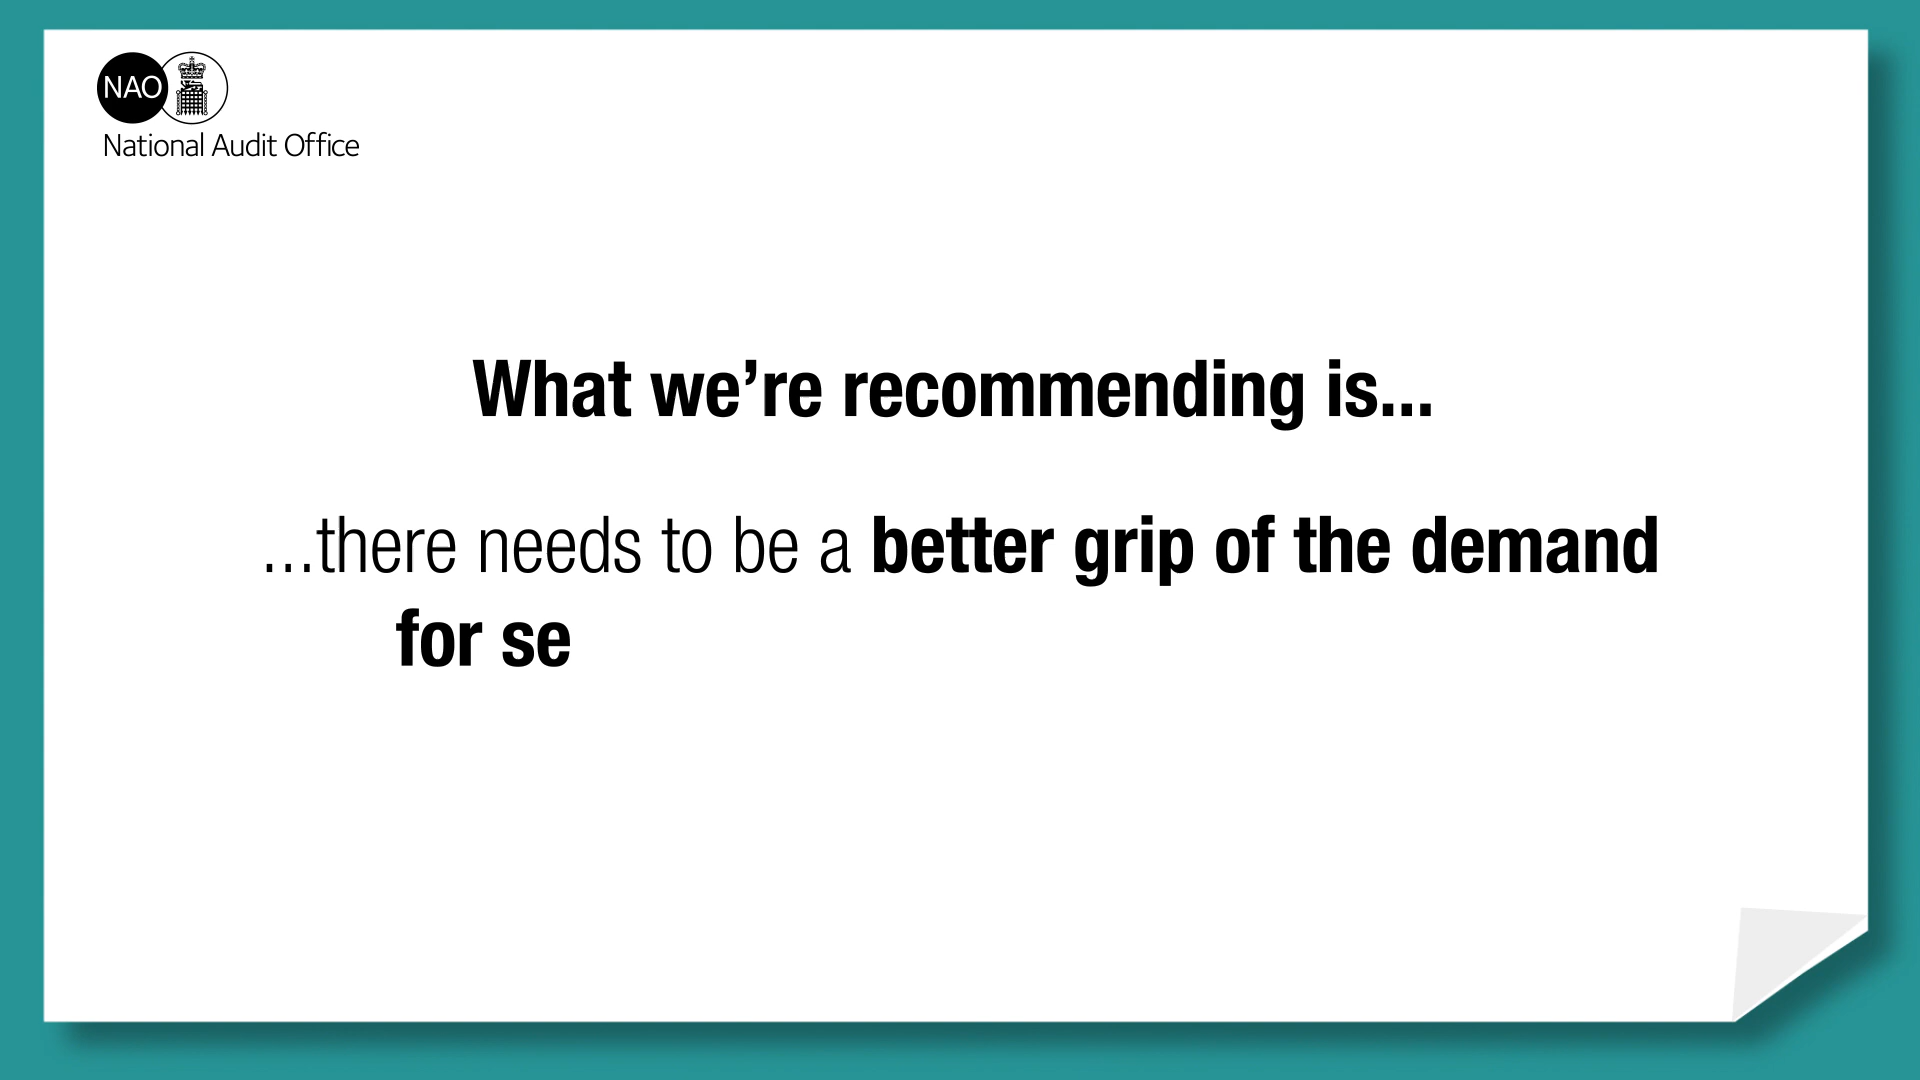 NAO
National Audit Office
What we’re recommending is...
...there needs to be a better grip of the demand
for se